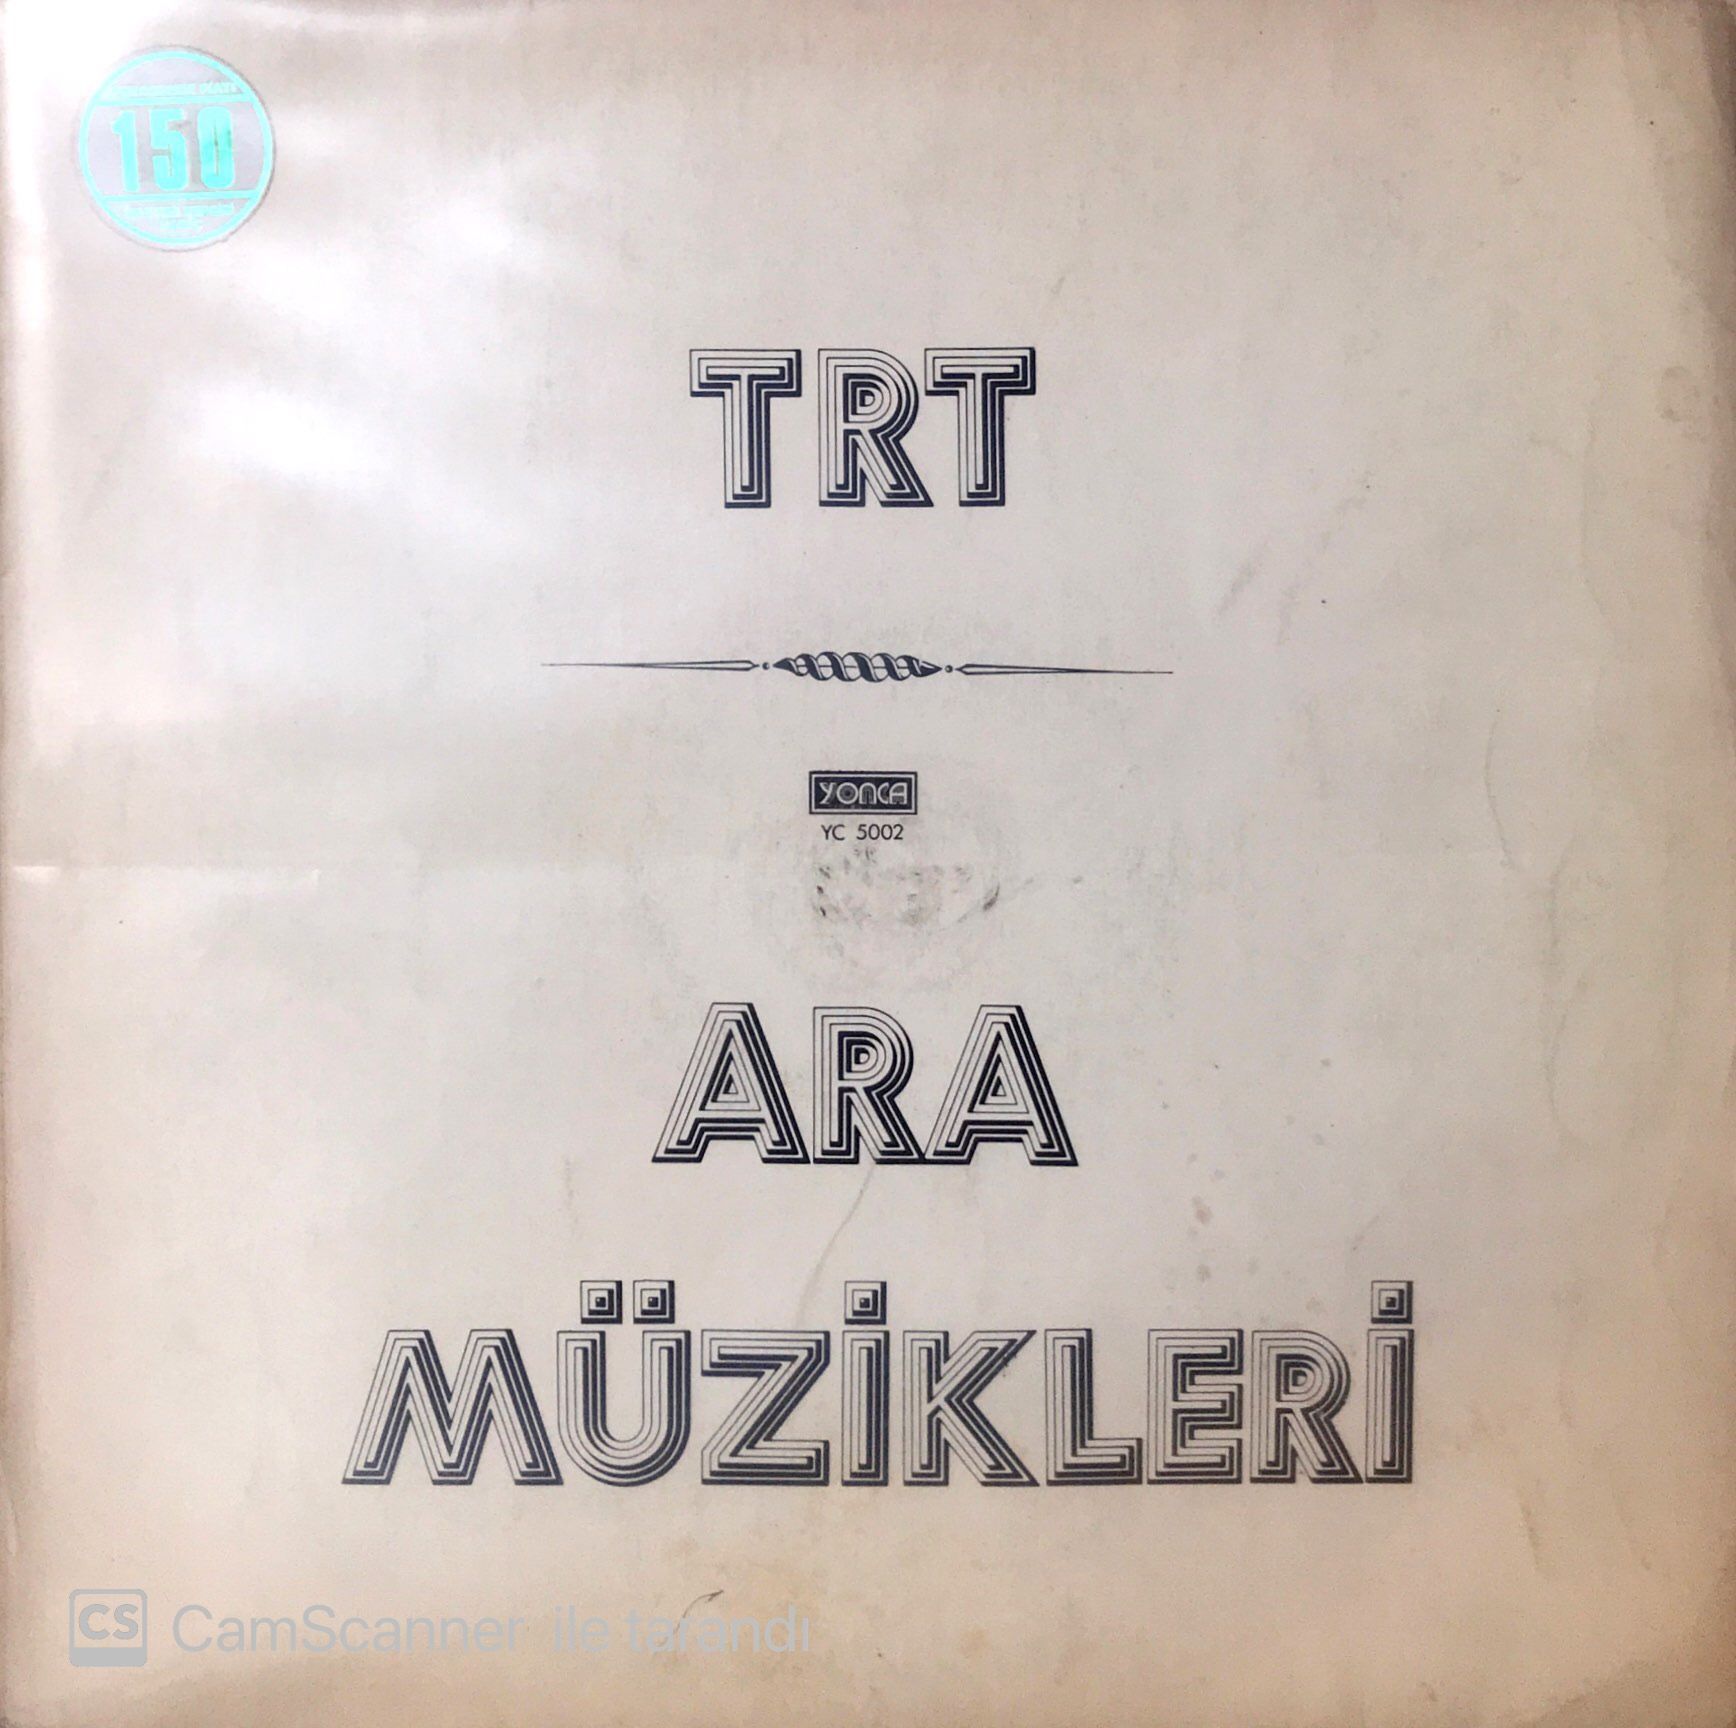 150
TRT
YONCA
YC 5002
ARA
MÜZİKLERİ
CS CamScanner ile tarandı